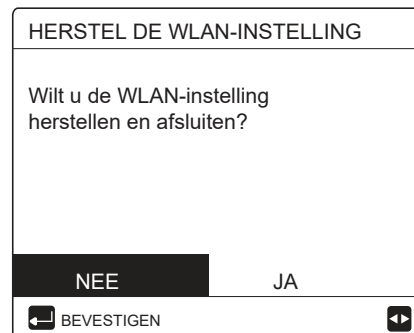 HERSTEL DE WLAN-INSTELLING
Wilt u de WLAN-instelling
herstellen en afsluiten?
NEE JA
BEVESTIGEN